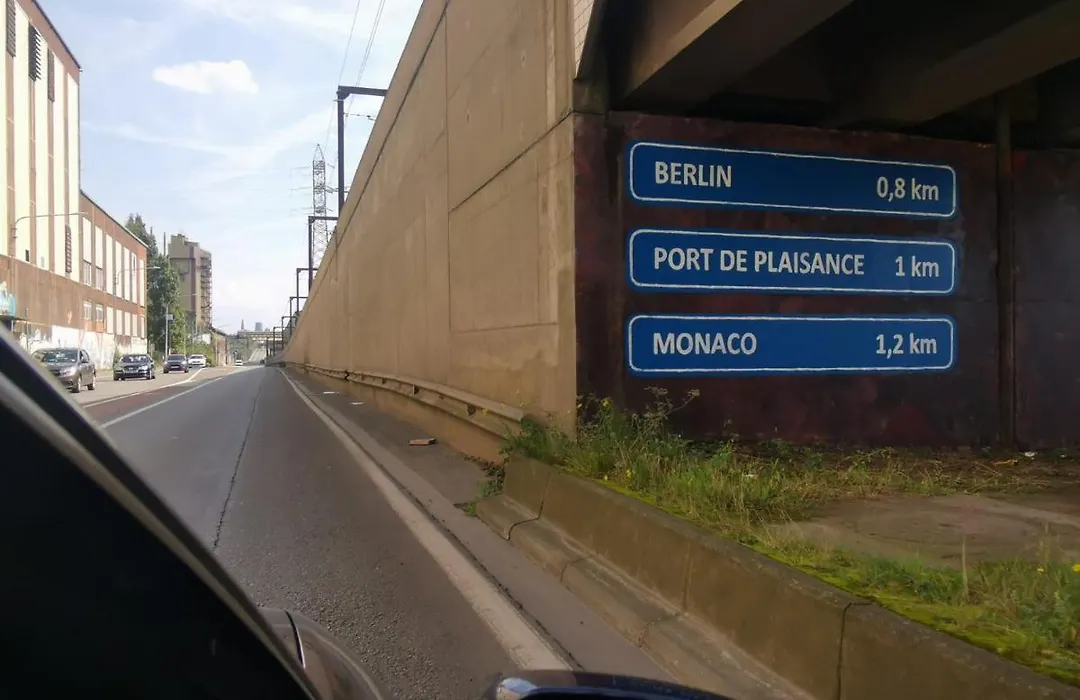 BERLIN 0,8 km
PORT DE PLAISANCE 1 km
MONACO 1,2 km